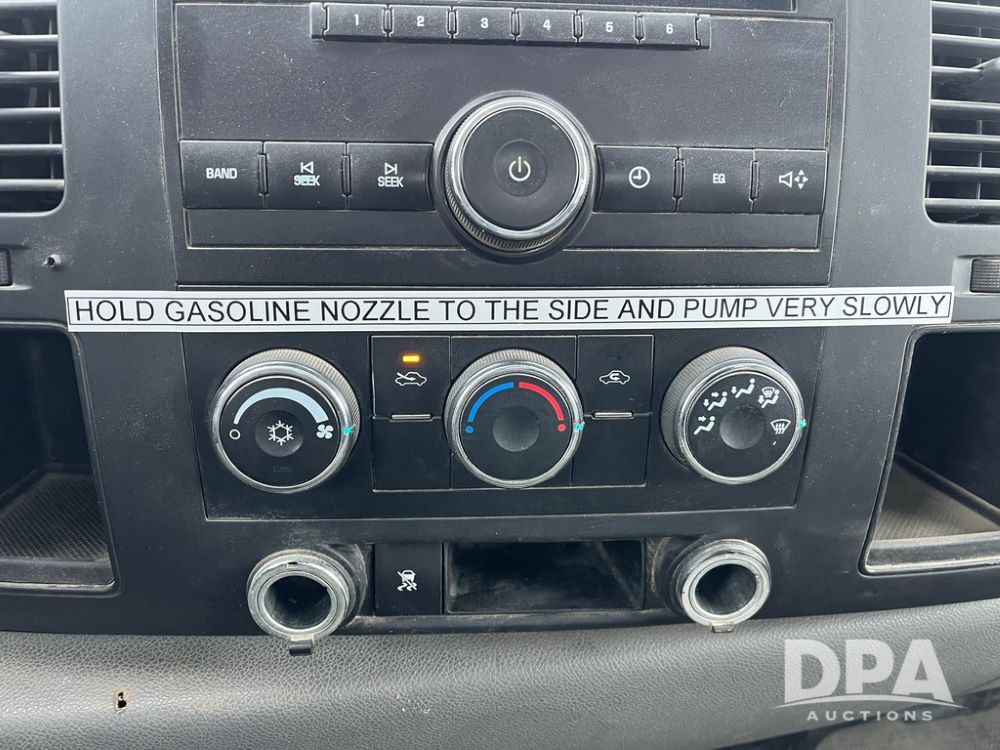 1 2 3 4 5 6
BAND SEEK SEEK EQ
HOLD GASOLINE NOZZLE TO THE SIDE AND PUMP VERY SLOWLY
DPA
AUCTIONS